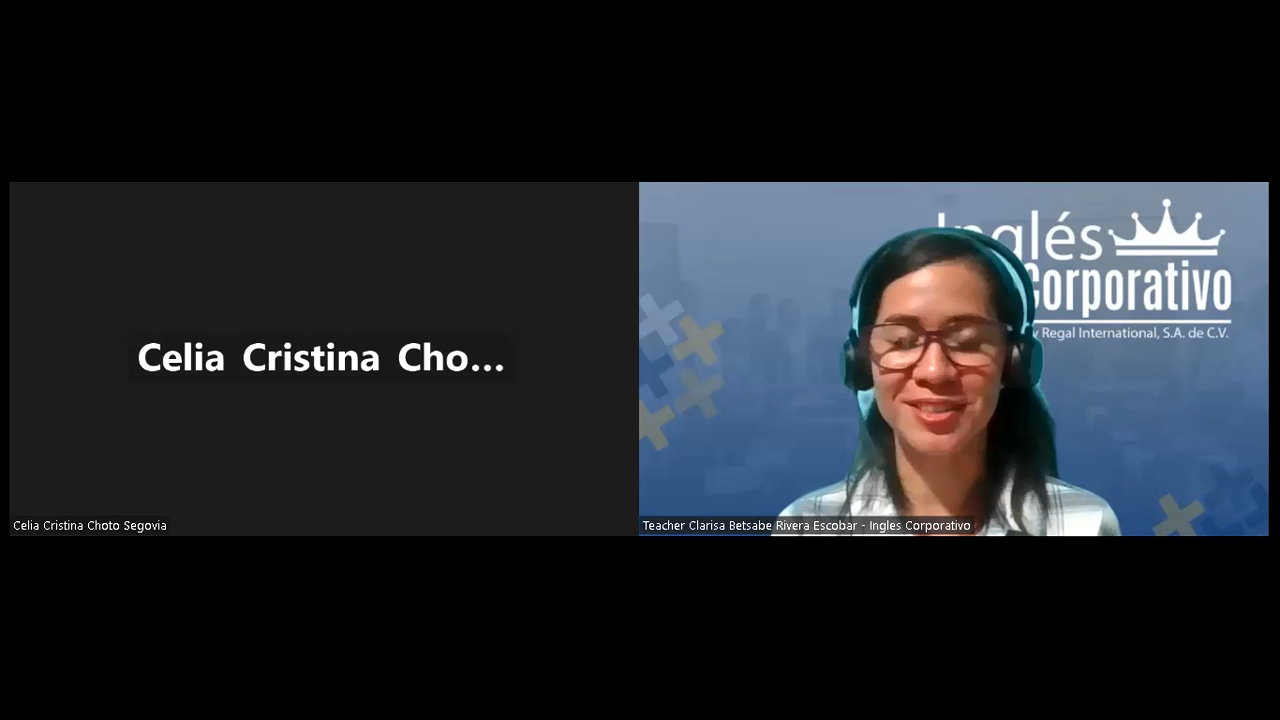 Celia Cristina Cho...
Celia Cristina Choto Segovia
Inglés
Corporativo
y Regal International, S.A. de C.V.
Teacher Clarisa Betsabe Rivera Escobar - Ingles Corporativo